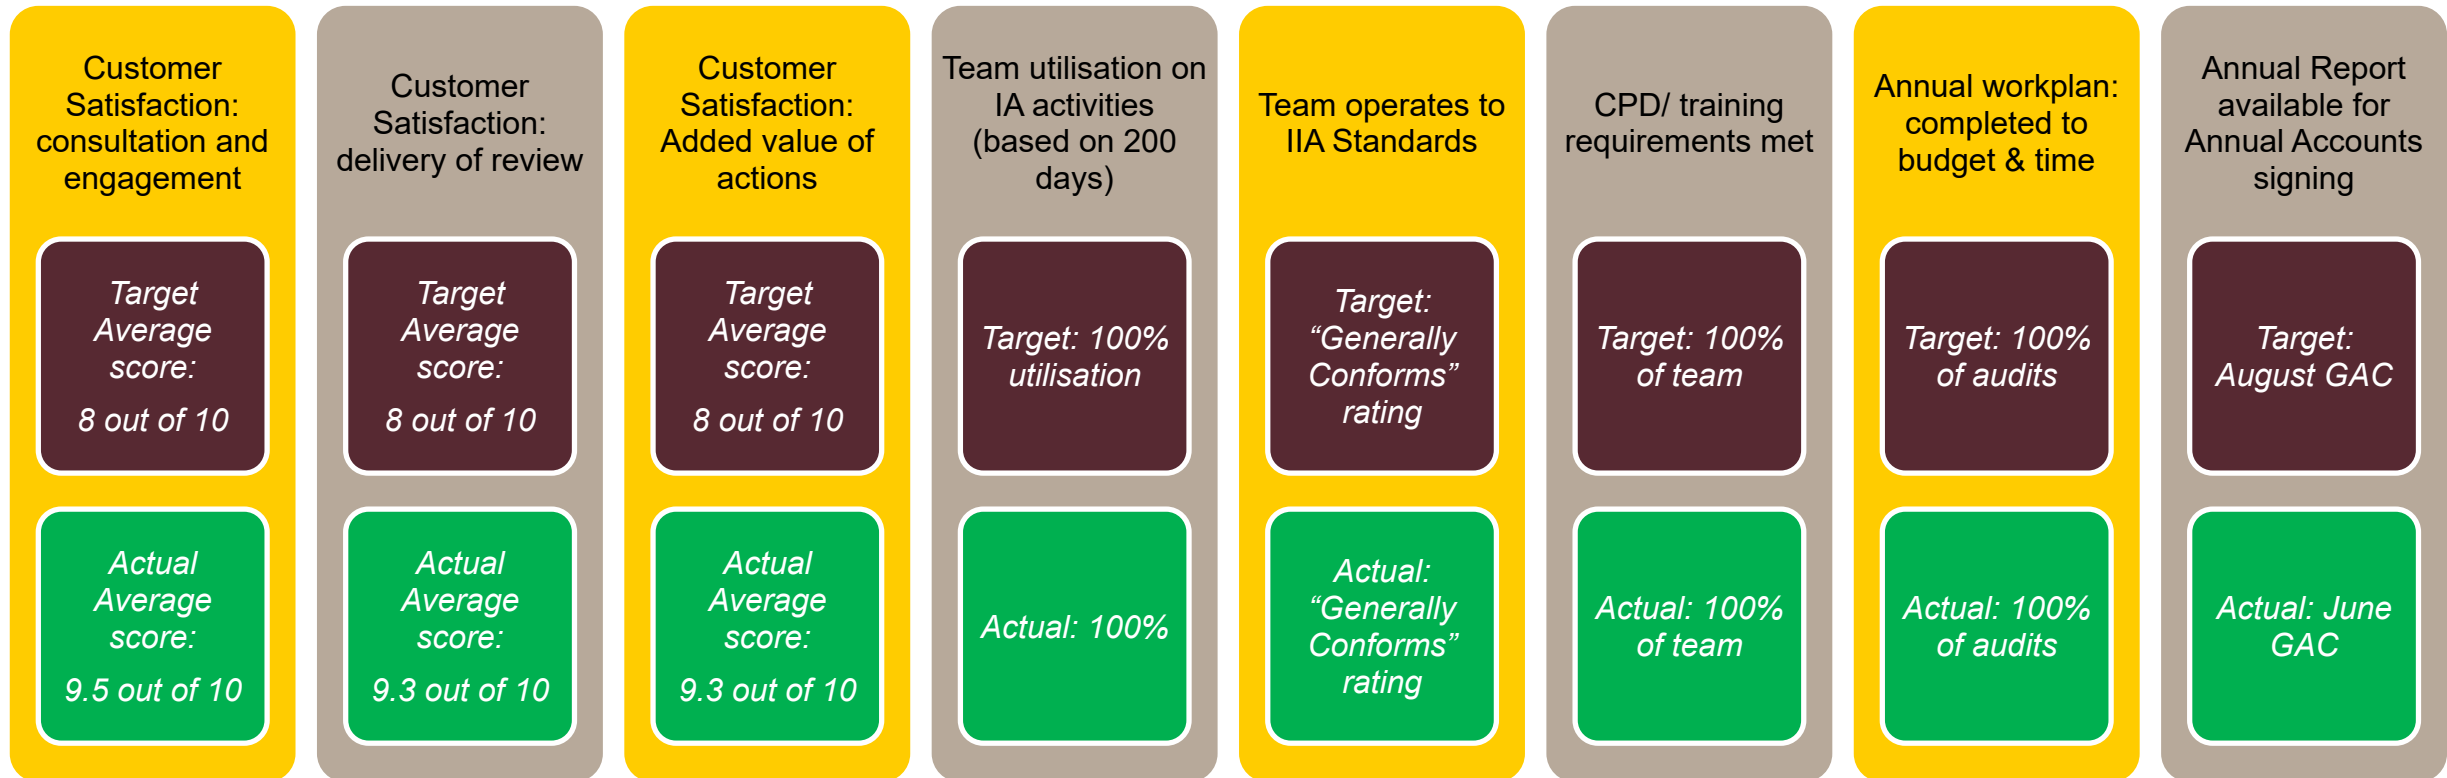 Customer
Satisfaction:
consultation and
engagement
Target
Average
score:
8 out of 10
Actual
Average
score:
9.5 out of 10
Customer
Satisfaction:
delivery of review
Target
Average
score:
8 out of 10
Actual
Average
score:
9.3 out of 10
Customer
Satisfaction:
Added value of
actions
Target
Average
score:
8 out of 10
Actual
Average
score:
9.3 out of 10
Team utilisation on
IA activities
(based on 200
days)
Target: 100%
utilisation
Actual: 100%
Team operates to
IIA Standards
Target:
“Generally
Conforms”
rating
Actual:
“Generally
Conforms”
rating
CPD/ training
requirements met
Target: 100%
of team
Actual: 100%
of team
Annual workplan:
completed to
budget & time
Target: 100%
of audits
Actual: 100%
of audits
Annual Report
available for
Annual Accounts
signing
Target:
August GAC
Actual: June
GAC